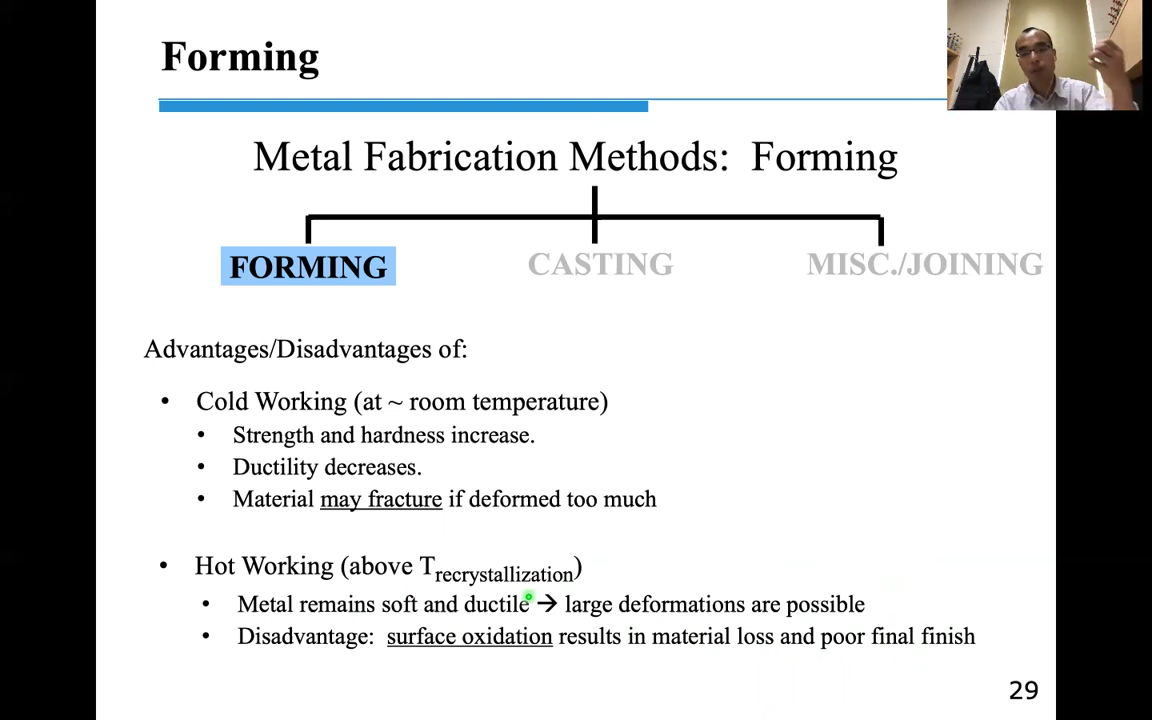 Forming
Metal Fabrication Methods: Forming
FORMING
CASTING
MISC./JOINING
Advantages/Disadvantages of:
• Cold Working (at ~ room temperature)
• Strength and hardness increase.
• Ductility decreases.
• Material may fracture if deformed too much
• Hot Working (above Trecrystallization)
• Metal remains soft and ductile → large deformations are possible
• Disadvantage: surface oxidation results in material loss and poor final finish
29